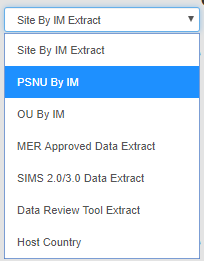 Site By IM Extract
Site By IM Extract
PSNU By IM
OU By IM
MER Approved Data Extract
SIMS 2.0/3.0 Data Extract
Data Review Tool Extract
Host Country